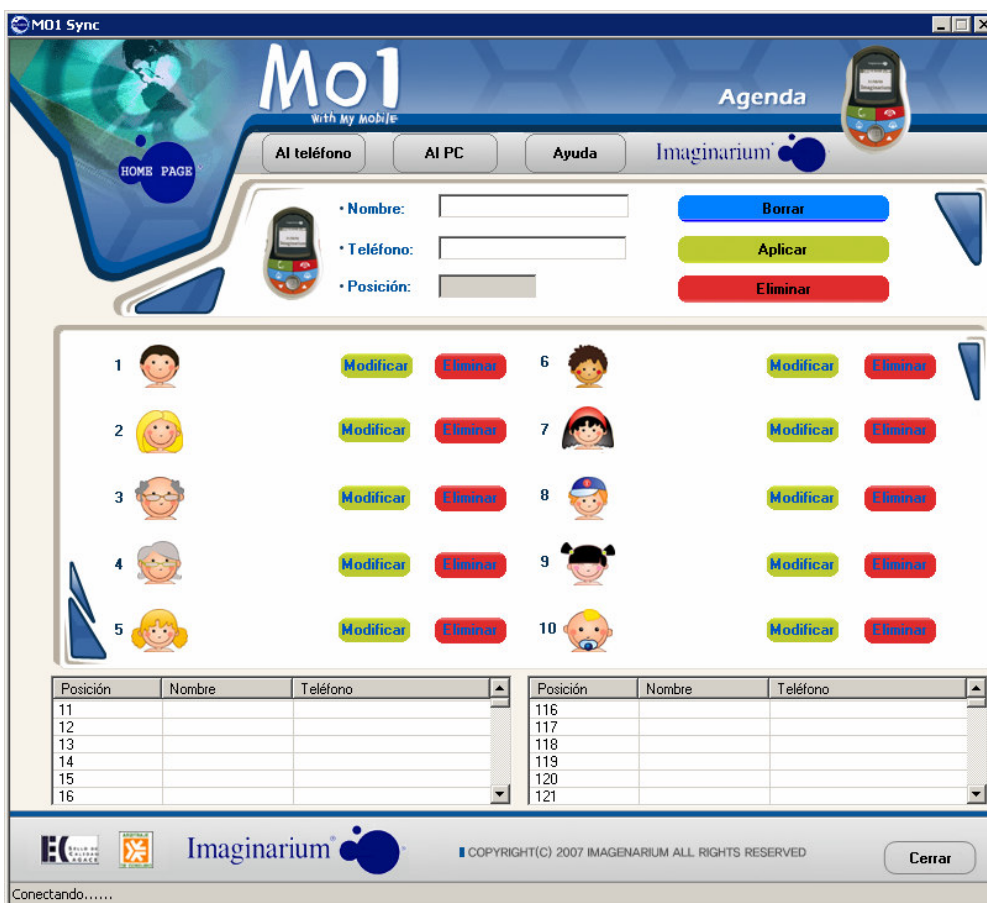 MO1 Sync
Mo1
With My Mobile
Agenda
HOME PAGE
Al teléfono
Al PC
Ayuda
Imaginarium
• Nombre:
Borrar
• Teléfono:
Aplicar
• Posición:
Eliminar
1 Modificar Eliminar 6 Modificar Eliminar
2 Modificar Eliminar 7 Modificar Eliminar
3 Modificar Eliminar 8 Modificar Eliminar
4 Modificar Eliminar 9 Modificar Eliminar
5 Modificar Eliminar 10 Modificar Eliminar
Posición Nombre Teléfono Posición Nombre Teléfono
11 116
12 117
13 118
14 119
15 120
16 121
SELLO DE CALIDAD AGACE
Imaginarium
COPYRIGHT(C) 2007 IMAGENARIUM ALL RIGHTS RESERVED
Cerrar
Conectando......